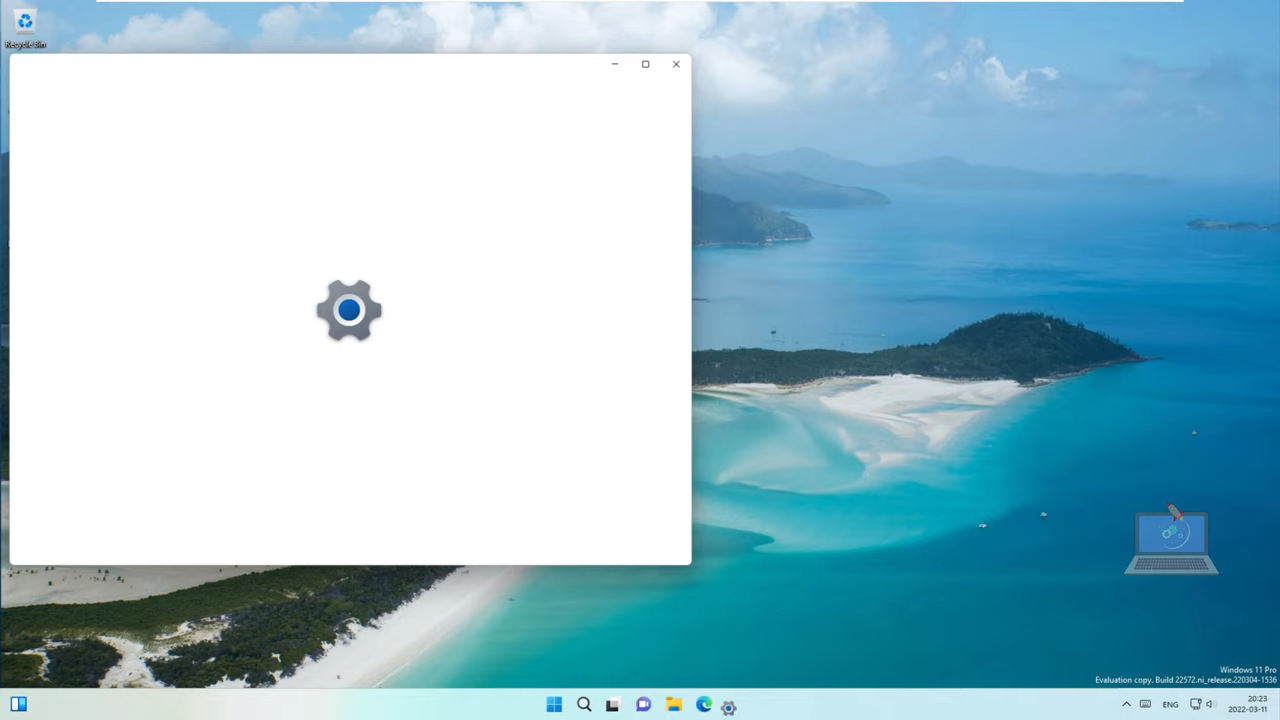 Recycle Bin
Windows 11 Pro
Evaluation copy. Build 22572.ni_release.220304-1536
ENG
20:23
2022-03-11